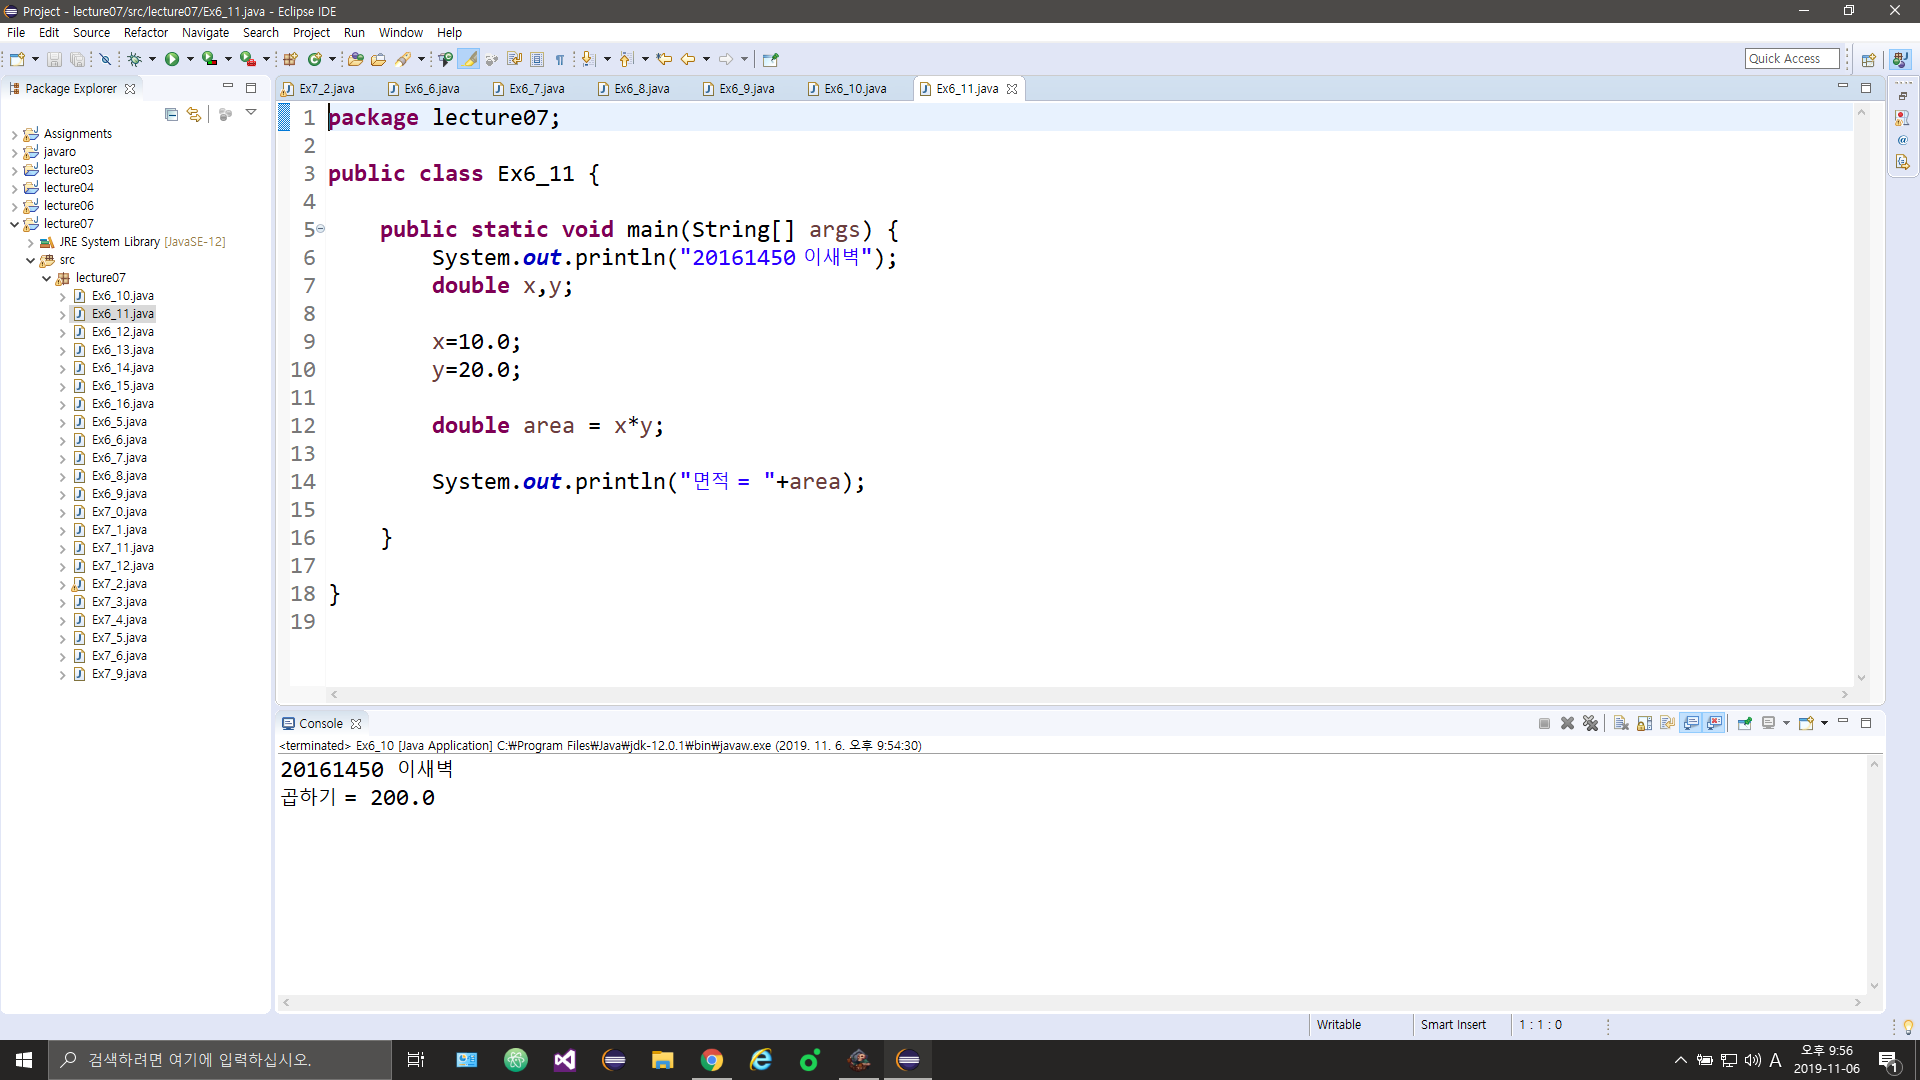 Project - lecture07/src/lecture07/Ex6_11.java - Eclipse IDE
File Edit Source Refactor Navigate Search Project Run Window Help
Quick Access
Package Explorer
Ex7_2.java Ex6_6.java Ex6_7.java Ex6_8.java Ex6_9.java Ex6_10.java Ex6_11.java
Assignments
javaro
lecture03
lecture04
lecture06
lecture07
JRE System Library [JavaSE-12]
src
lecture07
Ex6_10.java
Ex6_11.java
Ex6_12.java
Ex6_13.java
Ex6_14.java
Ex6_15.java
Ex6_16.java
Ex6_5.java
Ex6_6.java
Ex6_7.java
Ex6_8.java
Ex6_9.java
Ex7_0.java
Ex7_1.java
Ex7_11.java
Ex7_12.java
Ex7_2.java
Ex7_3.java
Ex7_4.java
Ex7_5.java
Ex7_6.java
Ex7_9.java
1 package lecture07;
2
3 public class Ex6_11 {
4
5 public static void main(String[] args) {
6 System.out.println("20161450 이새벽");
7 double x,y;
8
9 x=10.0;
10 y=20.0;
11
12 double area = x*y;
13
14 System.out.println("면적 = "+area);
15
16 }
17
18 }
19
Console
<terminated> Ex6_10 [Java Application] C:₩Program Files₩Java₩jdk-12.0.1₩bin₩javaw.exe (2019. 11. 6. 오후 9:54:30)
20161450 이새벽
곱하기 = 200.0
Writable Smart Insert 1 : 1 : 0
검색하려면 여기에 입력하십시오.
A
오후 9:56
2019-11-06
1